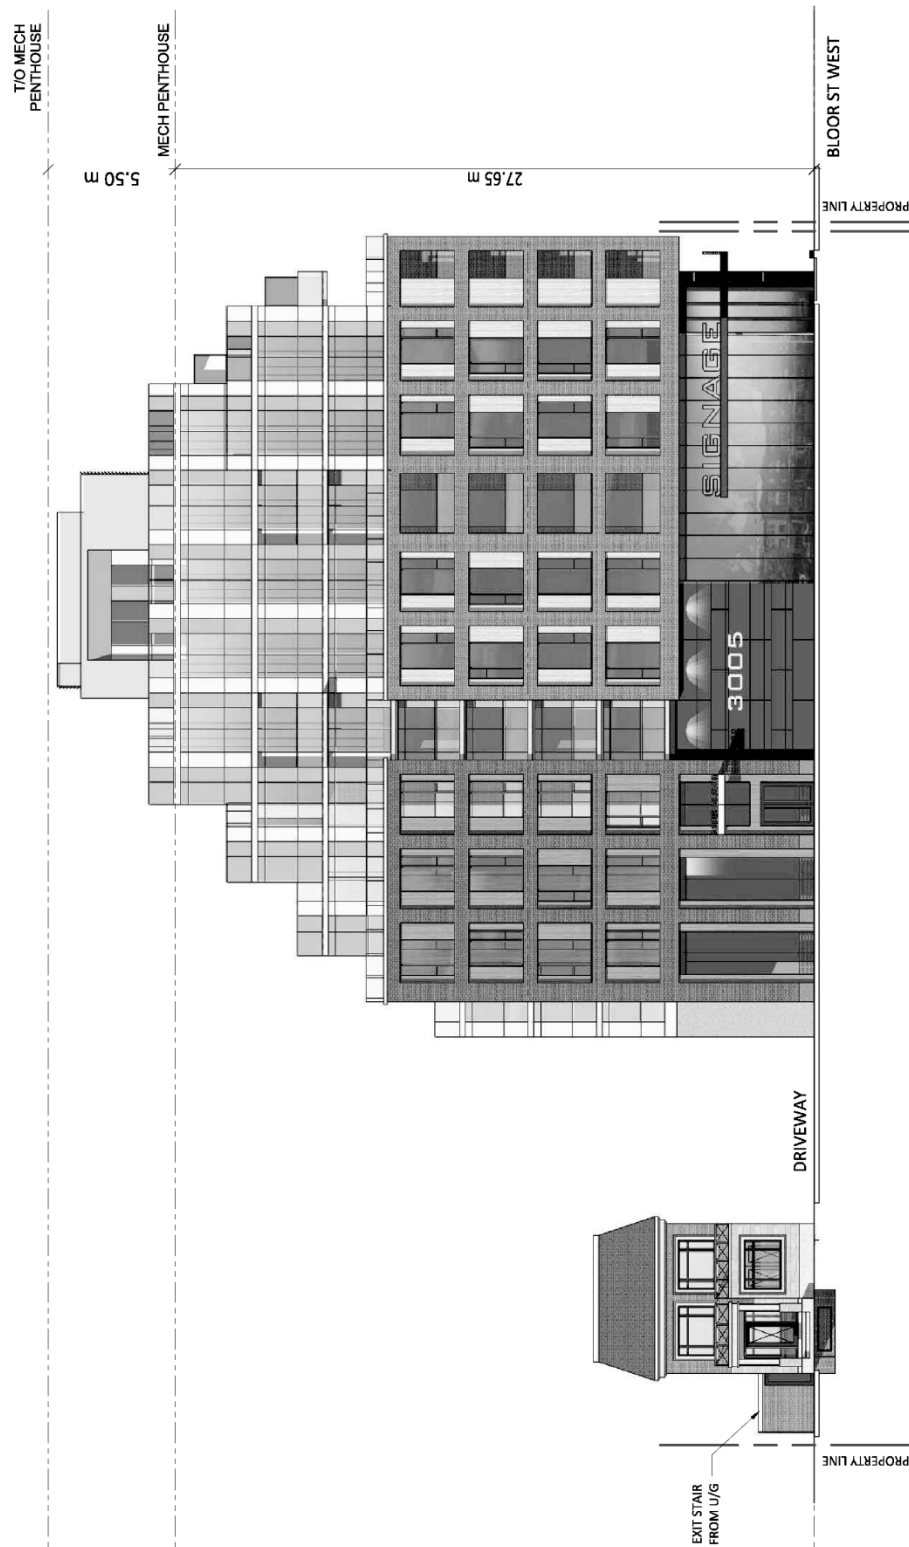 T/O MECH
PENTHOUSE
5.50 m
MECH PENTHOUSE
27.65 m
BLOOR ST WEST
PROPERTY LINE
SIGNAGE
3005
DRIVEWAY
EXIT STAIR
FROM U/G
PROPERTY LINE